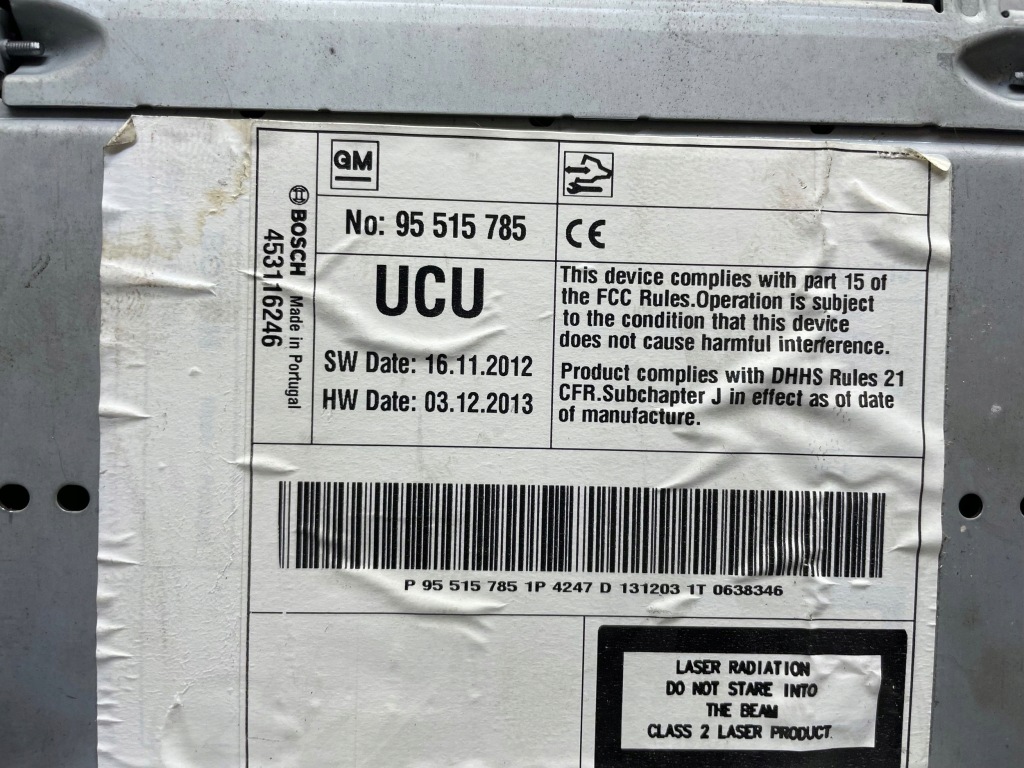 GM
No: 95 515 785
UCU
SW Date: 16.11.2012
HW Date: 03.12.2013
BOSCH Made in Portugal
453116246
CE
This device complies with part 15 of
the FCC Rules.Operation is subject
to the condition that this device
does not cause harmful interference.
Product complies with DHHS Rules 21
CFR.Subchapter J in effect as of date
of manufacture.
P 95 515 785 1P 4247 D 131203 1T 0638346
LASER RADIATION
DO NOT STARE INTO
THE BEAM
CLASS 2 LASER PRODUCT